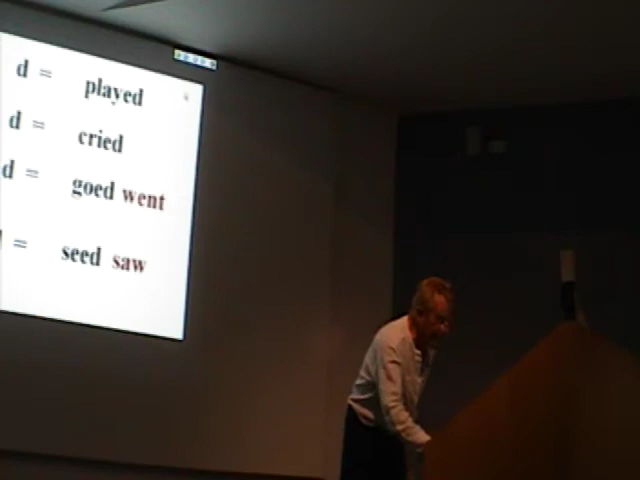 d = played
d = cried
d = goed went
= seed saw